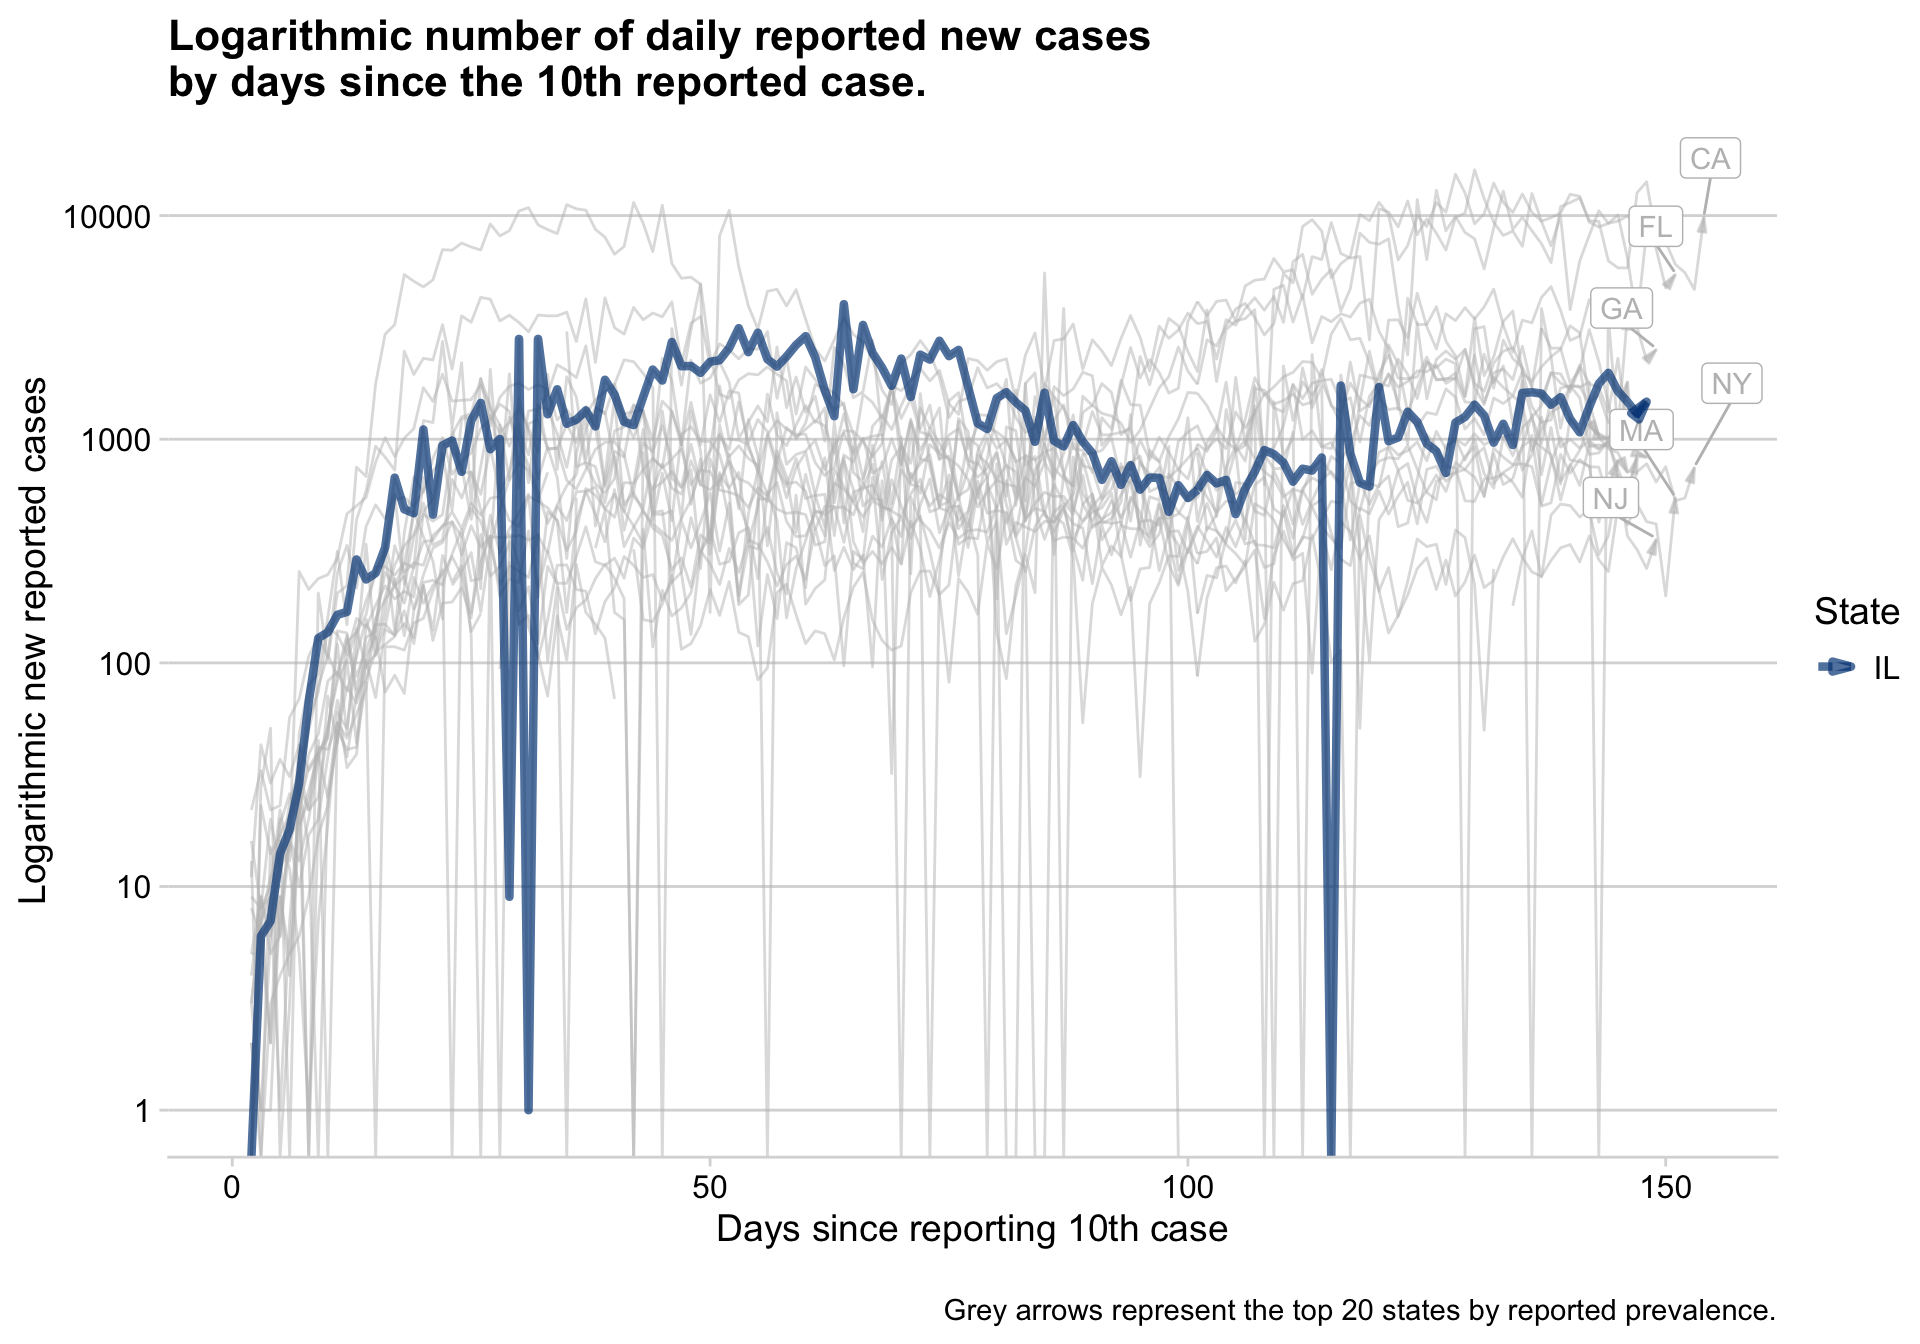 Logarithmic number of daily reported new cases
by days since the 10th reported case.
CA
10000
FL
GA
NY
1000
MA
NJ
Logarithmic new reported cases
State
100
IL
10
1
0
50
100
150
Days since reporting 10th case
Grey arrows represent the top 20 states by reported prevalence.